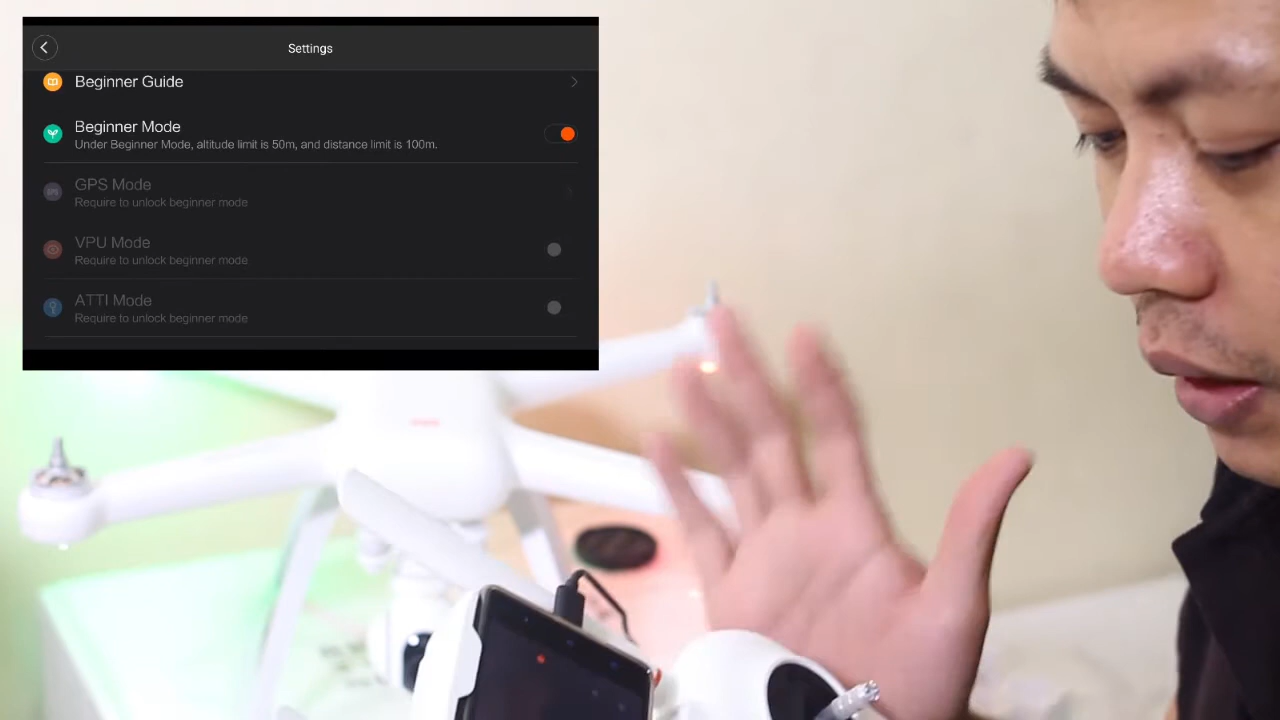 Settings
Beginner Guide
Beginner Mode
Under Beginner Mode, altitude limit is 50m, and distance limit is 100m.
GPS Mode
Require to unlock beginner mode
VPU Mode
Require to unlock beginner mode
ATTI Mode
Require to unlock beginner mode